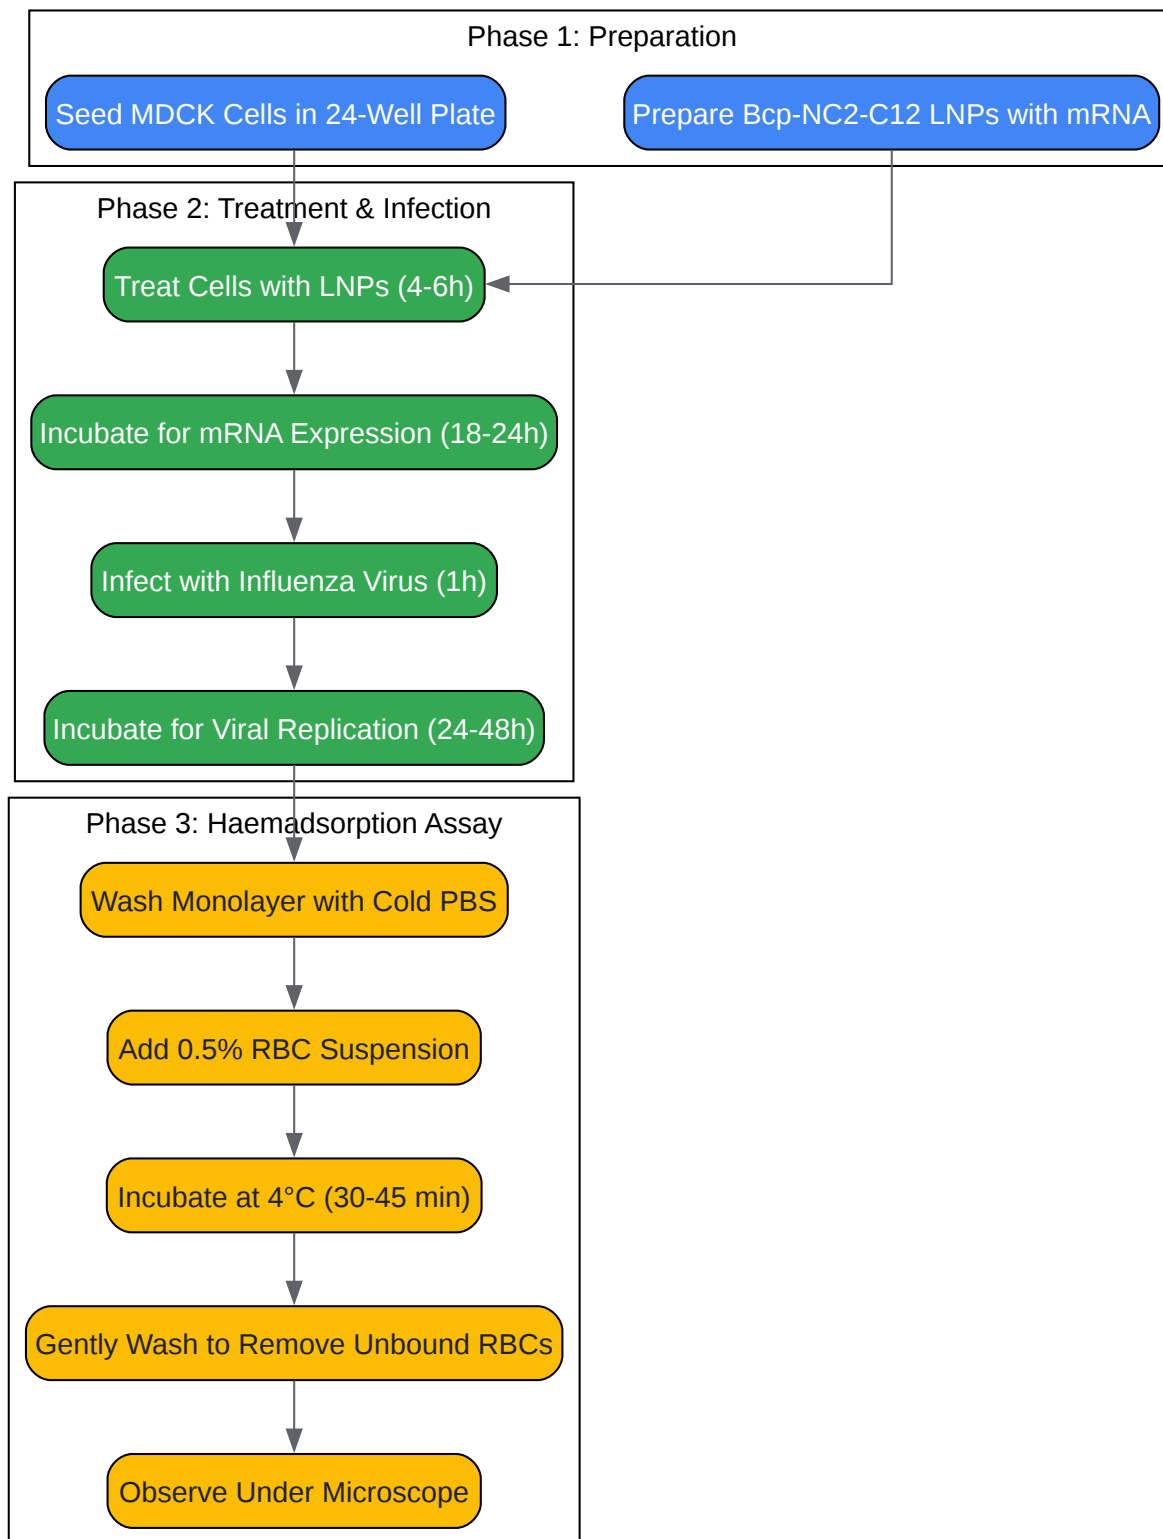 Phase 1: Preparation
Seed MDCK Cells in 24-Well Plate
Prepare Bcp-NC2-C12 LNPs with mRNA
Phase 2: Treatment & Infection
Treat Cells with LNPs (4-6h)
Incubate for mRNA Expression (18-24h)
Infect with Influenza Virus (1h)
Incubate for Viral Replication (24-48h)
Phase 3: Haemadsorption Assay
Wash Monolayer with Cold PBS
Add 0.5% RBC Suspension
Incubate at 4°C (30-45 min)
Gently Wash to Remove Unbound RBCs
Observe Under Microscope